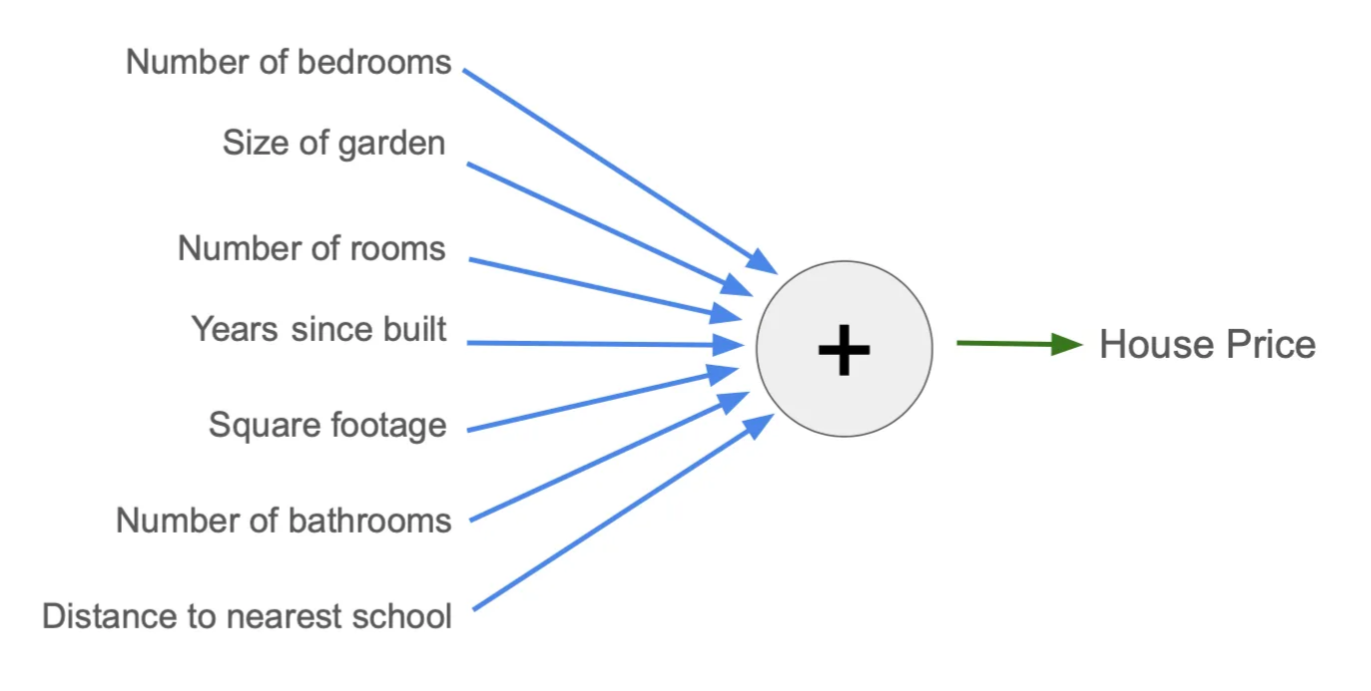 Number of bedrooms
Size of garden
Number of rooms
Years since built
Square footage
Number of bathrooms
Distance to nearest school
+
House Price